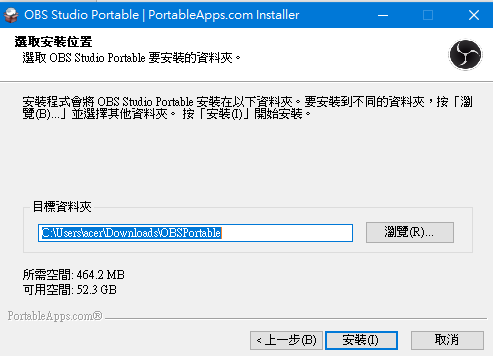 OBS Studio Portable | PortableApps.com Installer
選取安裝位置
選取 OBS Studio Portable 要安裝的資料夾。
安裝程式會將 OBS Studio Portable 安裝在以下資料夾。要安裝到不同的資料夾，按「瀏
覽(B)...」並選擇其他資料夾。 按「安裝(I)」開始安裝。
目標資料夾
C:\Users\acer\Downloads\OBSPortable
瀏覽(R)...
所需空間: 464.2 MB
可用空間: 52.3 GB
PortableApps.com®
< 上一步(B)
安裝(I)
取消